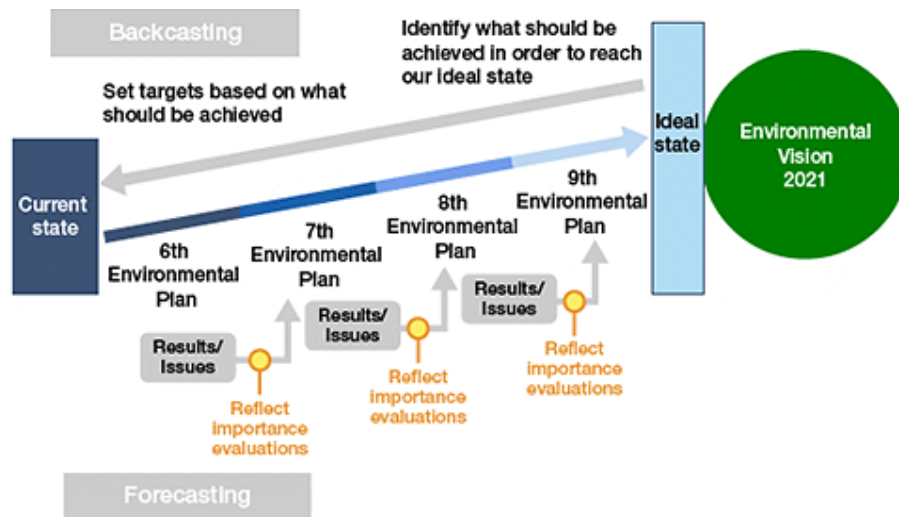 Backcasting
Identify what should be
achieved in order to reach
our ideal state
Set targets based on what
should be achieved
Ideal
state
Environmental
Vision
2021
Current
state
6th
Environmental
Plan
7th
Environmental
Plan
8th
Environmental
Plan
9th
Environmental
Plan
Results/
Issues
Reflect
importance
evaluations
Results/
Issues
Reflect
importance
evaluations
Results/
Issues
Reflect
importance
evaluations
Forecasting